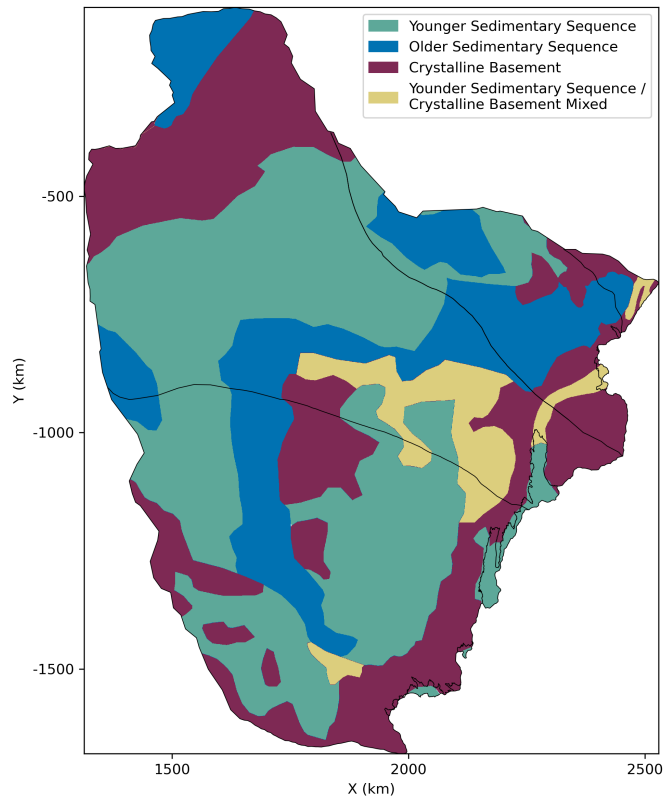 Younger Sedimentary Sequence
Older Sedimentary Sequence
Crystalline Basement
Younder Sedimentary Sequence /
Crystalline Basement Mixed
-500
-1000
-1500
Y (km)
1500
2000
2500
X (km)